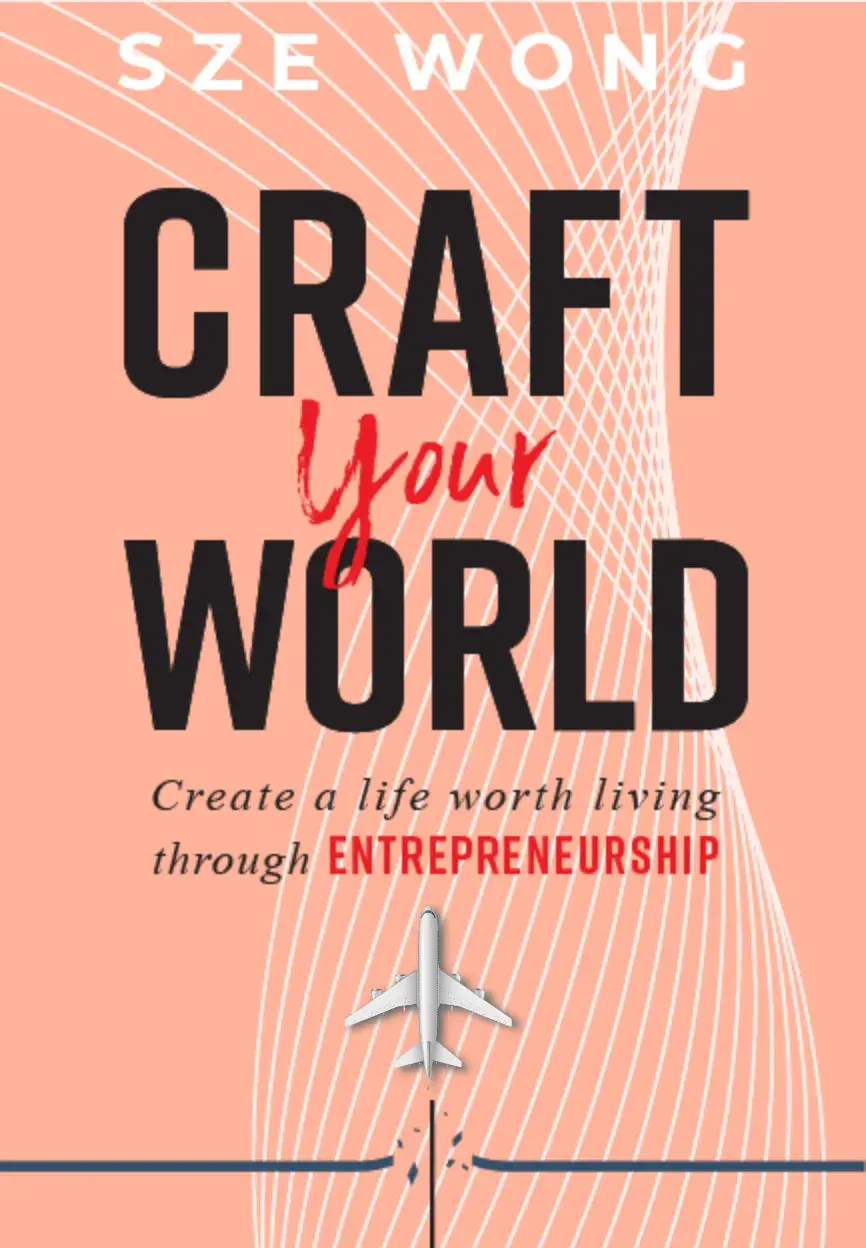 SZE WONG
CRAFT
Your
WORLD
Create a life worth living
through ENTREPRENEURSHIP